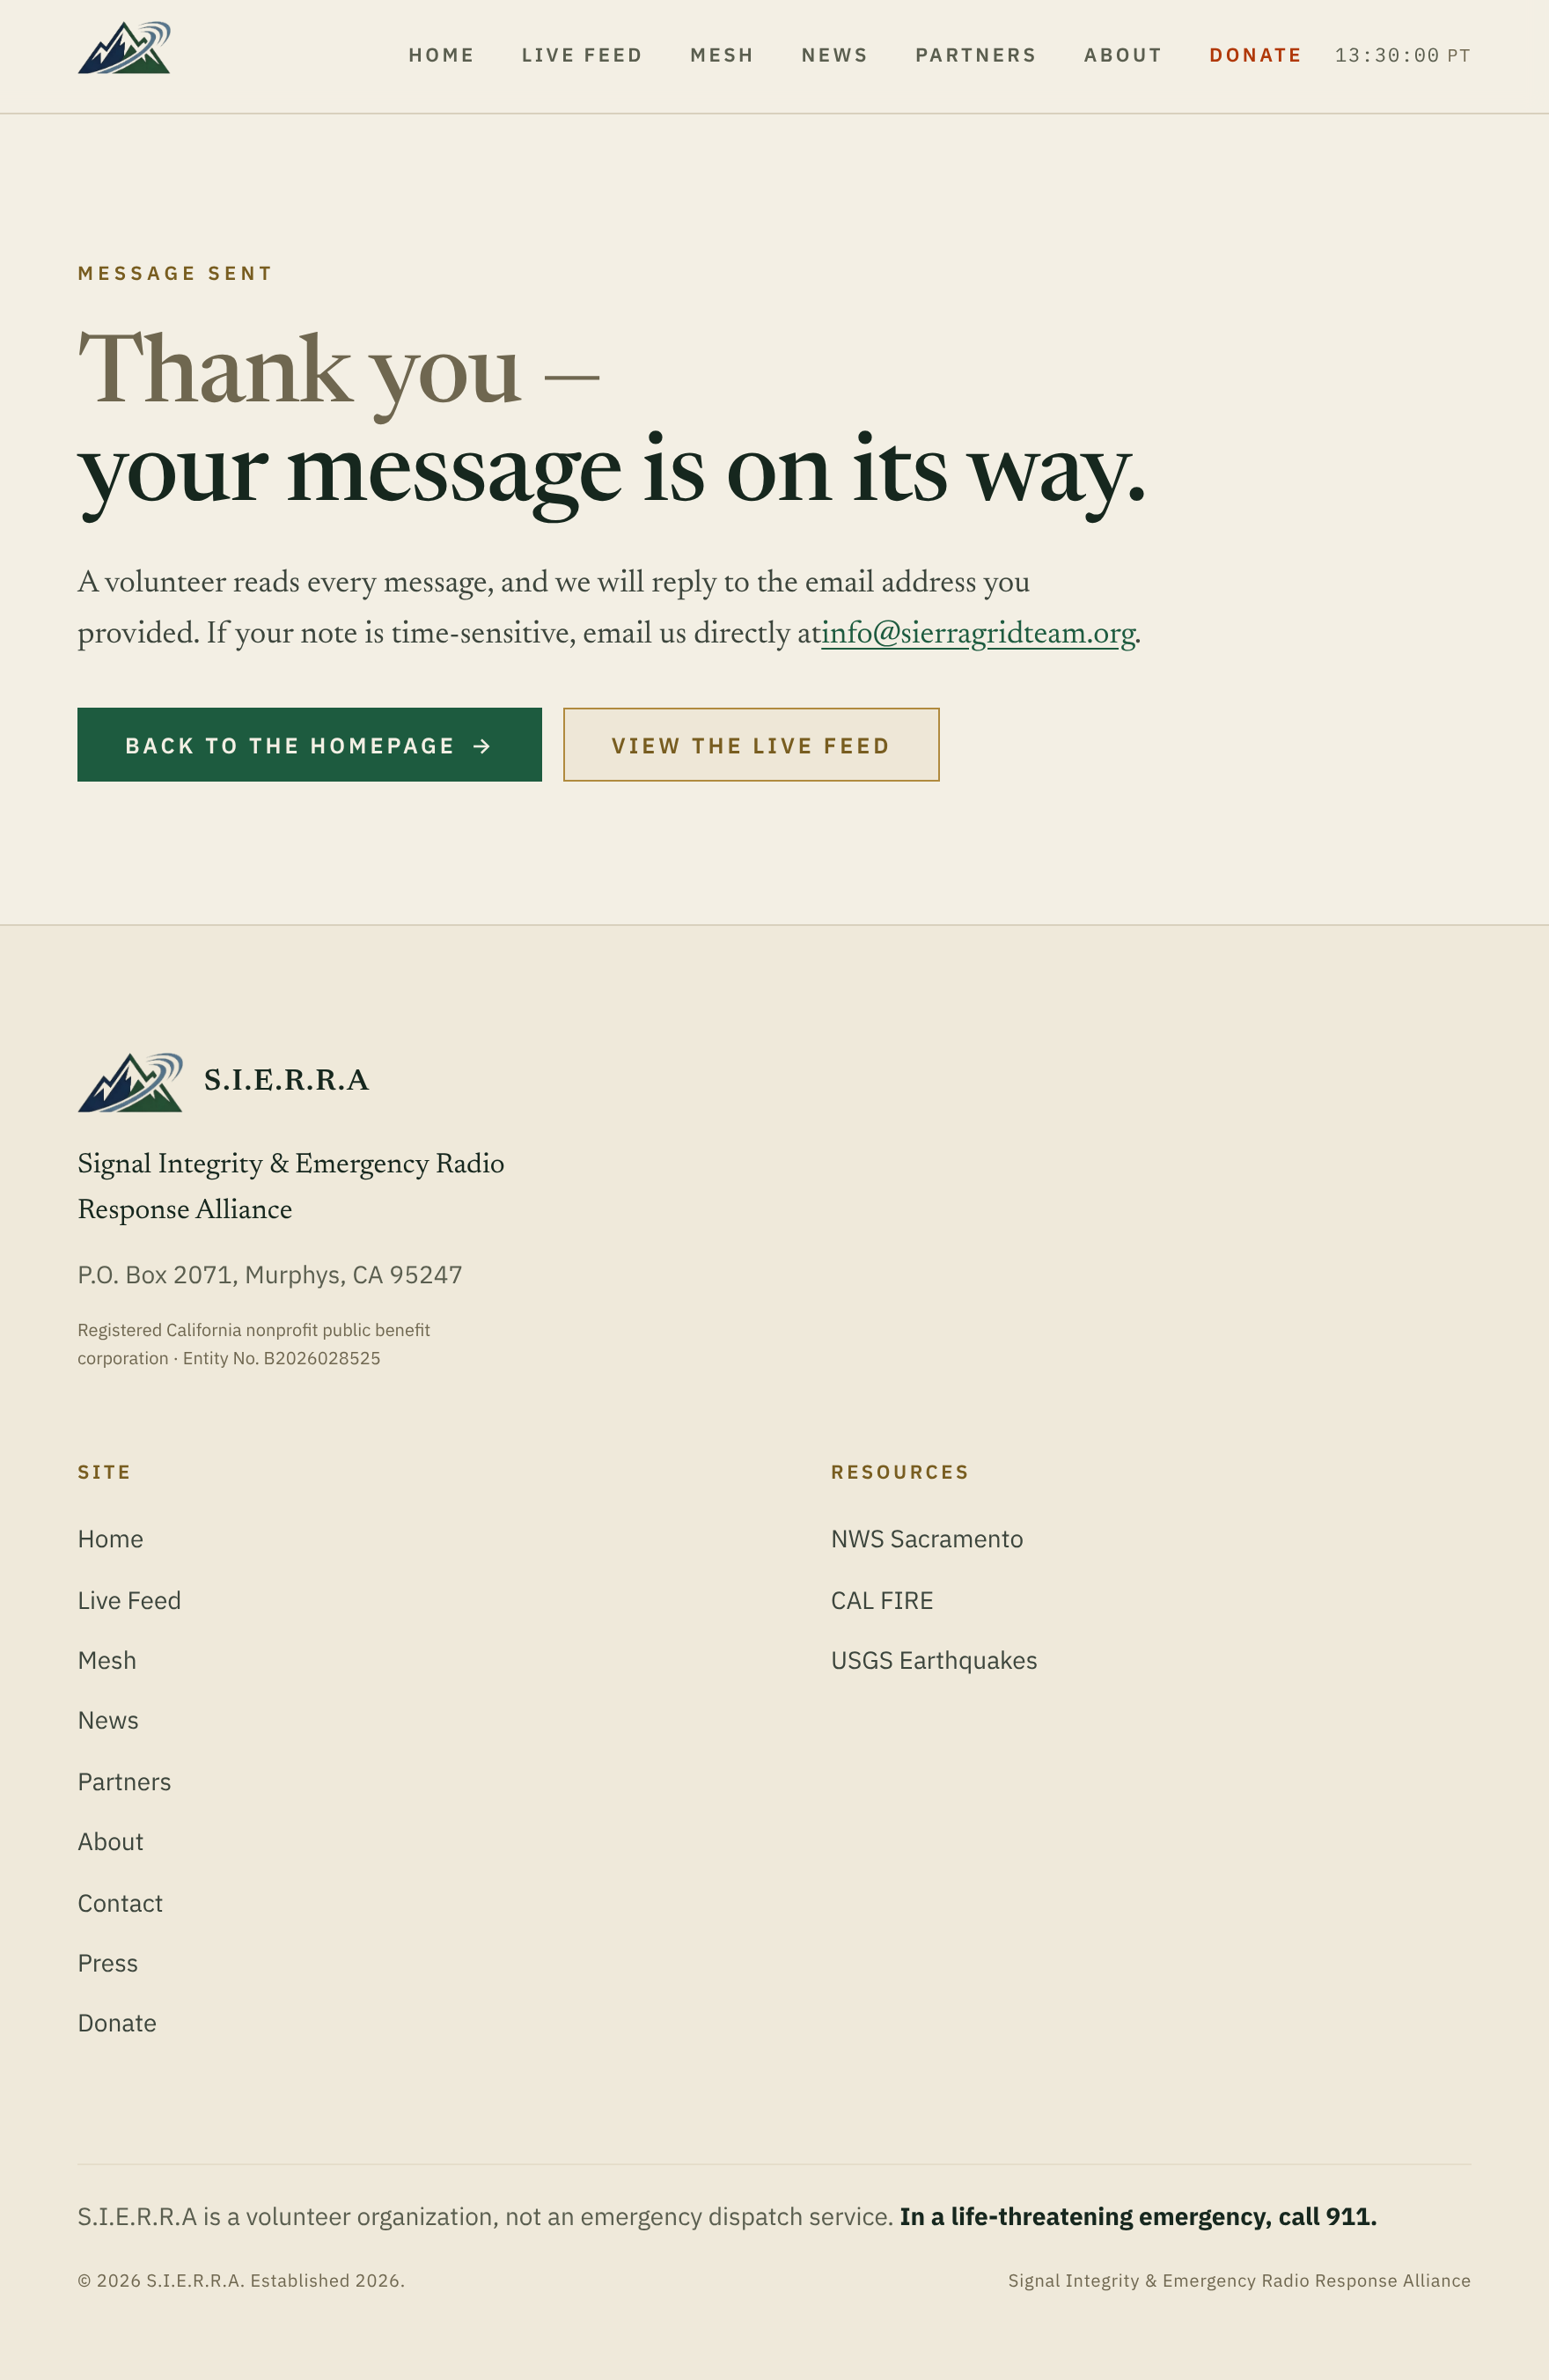 HOME LIVE FEED MESH NEWS PARTNERS ABOUT DONATE 13:30:00 PT
MESSAGE SENT
Thank you —
your message is on its way.
A volunteer reads every message, and we will reply to the email address you
provided. If your note is time-sensitive, email us directly atinfo@sierragridteam.org.
BACK TO THE HOMEPAGE →
VIEW THE LIVE FEED
S.I.E.R.R.A
Signal Integrity & Emergency Radio
Response Alliance
P.O. Box 2071, Murphys, CA 95247
Registered California nonprofit public benefit
corporation · Entity No. B2026028525
SITE
Home
Live Feed
Mesh
News
Partners
About
Contact
Press
Donate
RESOURCES
NWS Sacramento
CAL FIRE
USGS Earthquakes
S.I.E.R.R.A is a volunteer organization, not an emergency dispatch service. In a life-threatening emergency, call 911.
© 2026 S.I.E.R.R.A. Established 2026.
Signal Integrity & Emergency Radio Response Alliance